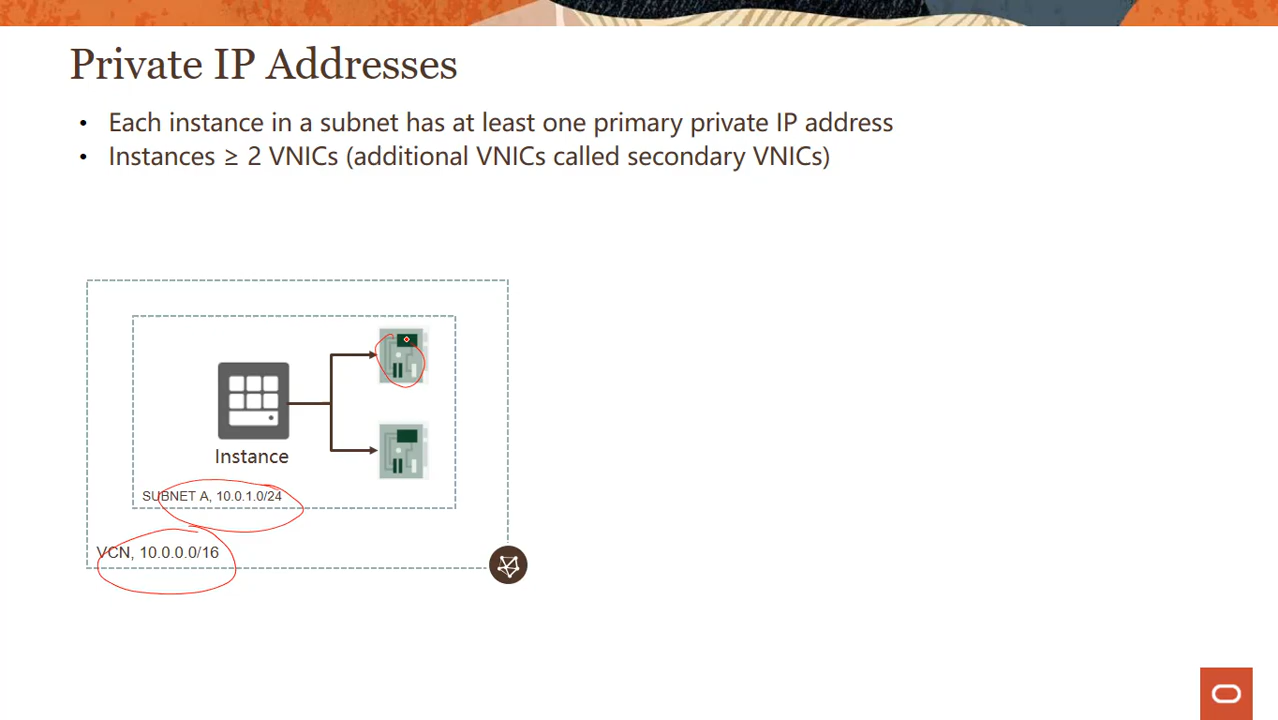 Private IP Addresses
• Each instance in a subnet has at least one primary private IP address
• Instances ≥ 2 VNICs (additional VNICs called secondary VNICs)
Instance
SUBNET A, 10.0.1.0/24
VCN, 10.0.0.0/16